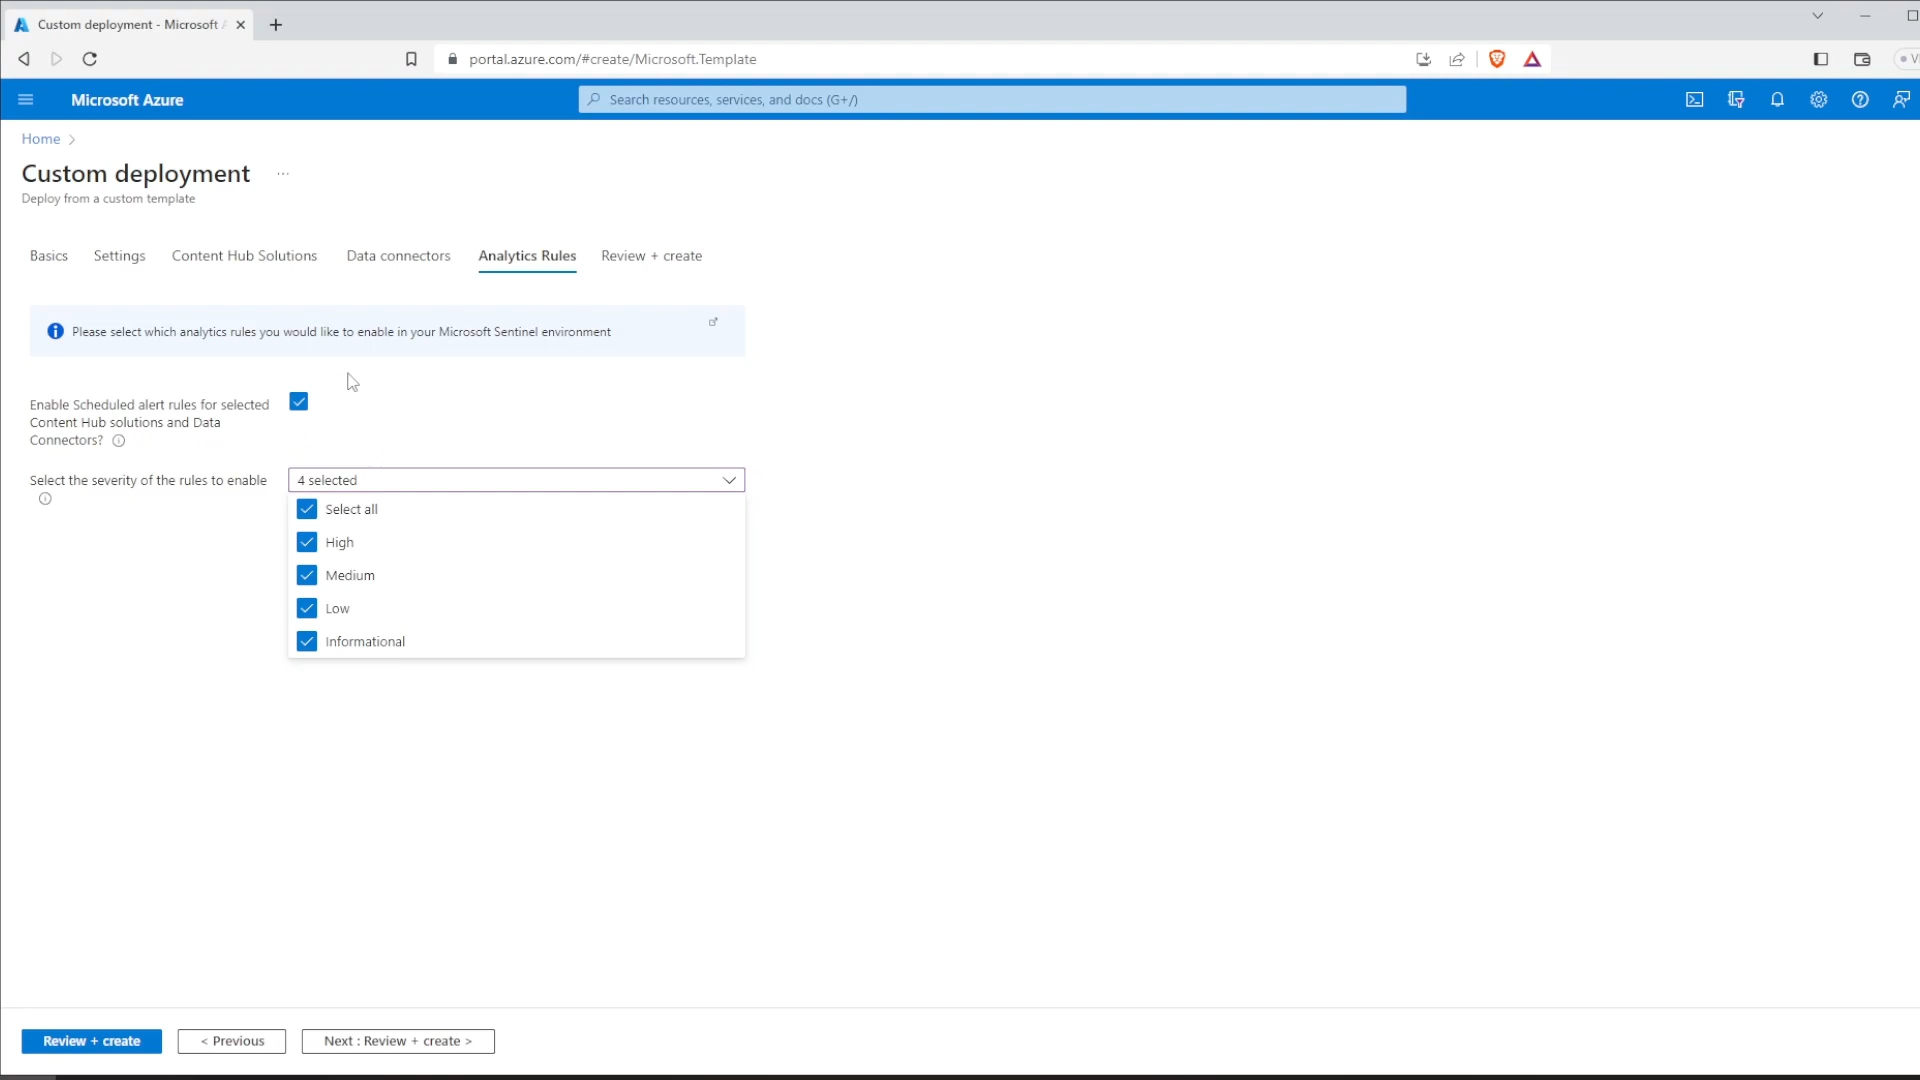 Custom deployment - Microsoft
portal.azure.com/#create/Microsoft.Template
Microsoft Azure
Search resources, services, and docs (G+/)
Home
Custom deployment ...
Deploy from a custom template
Basics Settings Content Hub Solutions Data connectors Analytics Rules Review + create
Please select which analytics rules you would like to enable in your Microsoft Sentinel environment
Enable Scheduled alert rules for selected
Content Hub solutions and Data
Connectors?
Select the severity of the rules to enable
4 selected
Select all
High
Medium
Low
Informational
Review + create
< Previous
Next : Review + create >